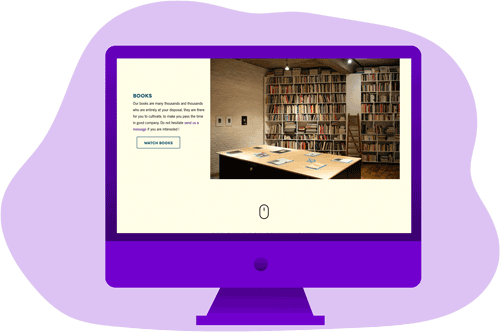 BOOKS
Our books are many thousands and thousands
who are entirely at your disposal, they are there
for you to cultivate, to make you pass the time
in good company. Do not hesitate send us a
message if you are interested !
WATCH BOOKS